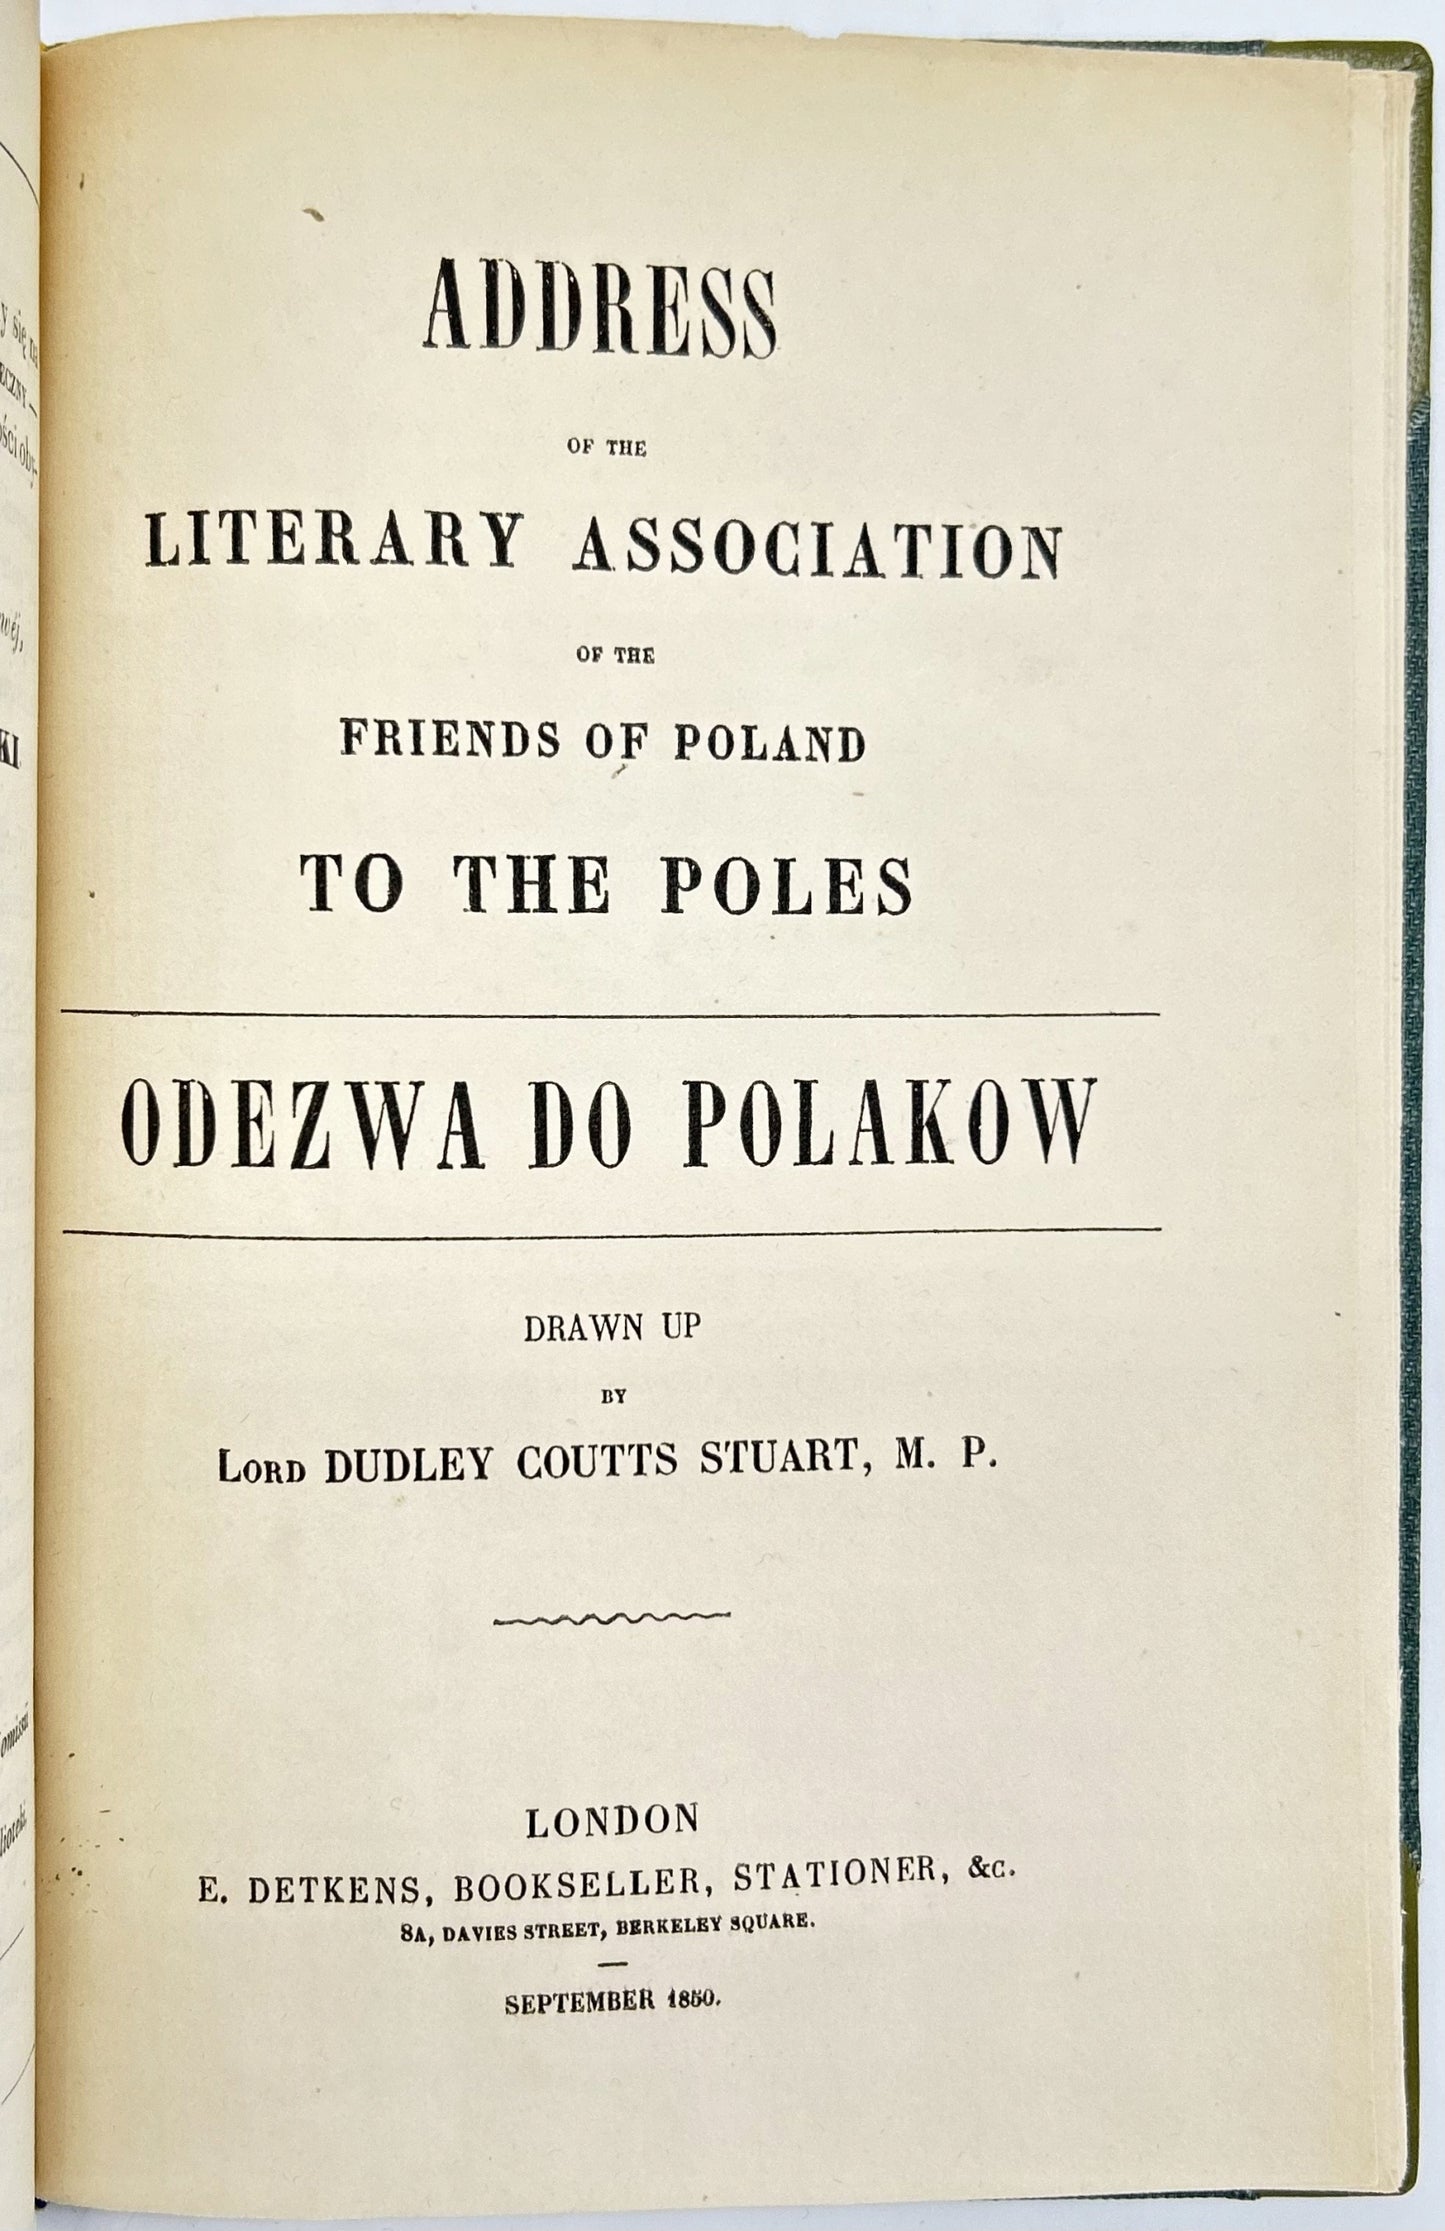 ADDRESS
OF THE
LITERARY ASSOCIATION
OF THE
FRIENDS OF POLAND
TO THE POLES
ODEZWA DO POLAKOW
DRAWN UP
BY
LORD DUDLEY COUTTS STUART, M. P.
LONDON
E. DETKENS, BOOKSELLER, STATIONER, &C.
8A, DAVIES STREET, BERKELEY SQUARE.
SEPTEMBER 1850.